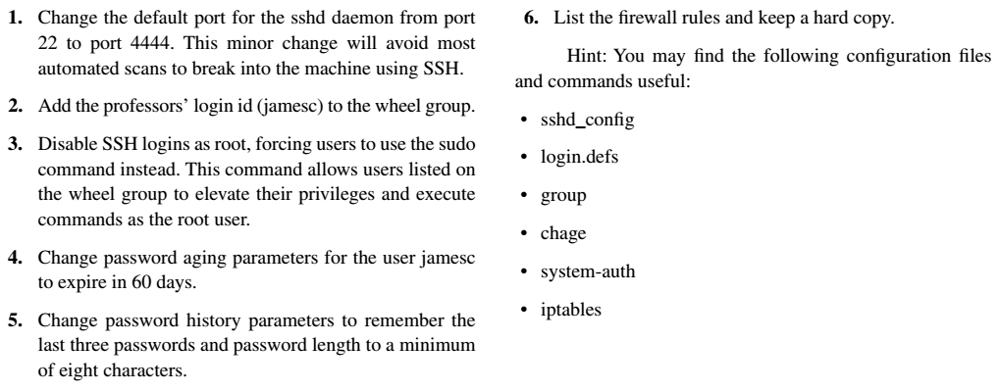 1. Change the default port for the sshd daemon from port
22 to port 4444. This minor change will avoid most
automated scans to break into the machine using SSH.
2. Add the professors' login id (jamesc) to the wheel group.
3. Disable SSH logins as root, forcing users to use the sudo
command instead. This command allows users listed on
the wheel group to elevate their privileges and execute
commands as the root user.
4. Change password aging parameters for the user jamesc
to expire in 60 days.
5. Change password history parameters to remember the
last three passwords and password length to a minimum
of eight characters.
6. List the firewall rules and keep a hard copy.
Hint: You may find the following configuration files
and commands useful:
• sshd_config
• login.defs
• group
• chage
• system-auth
• iptables